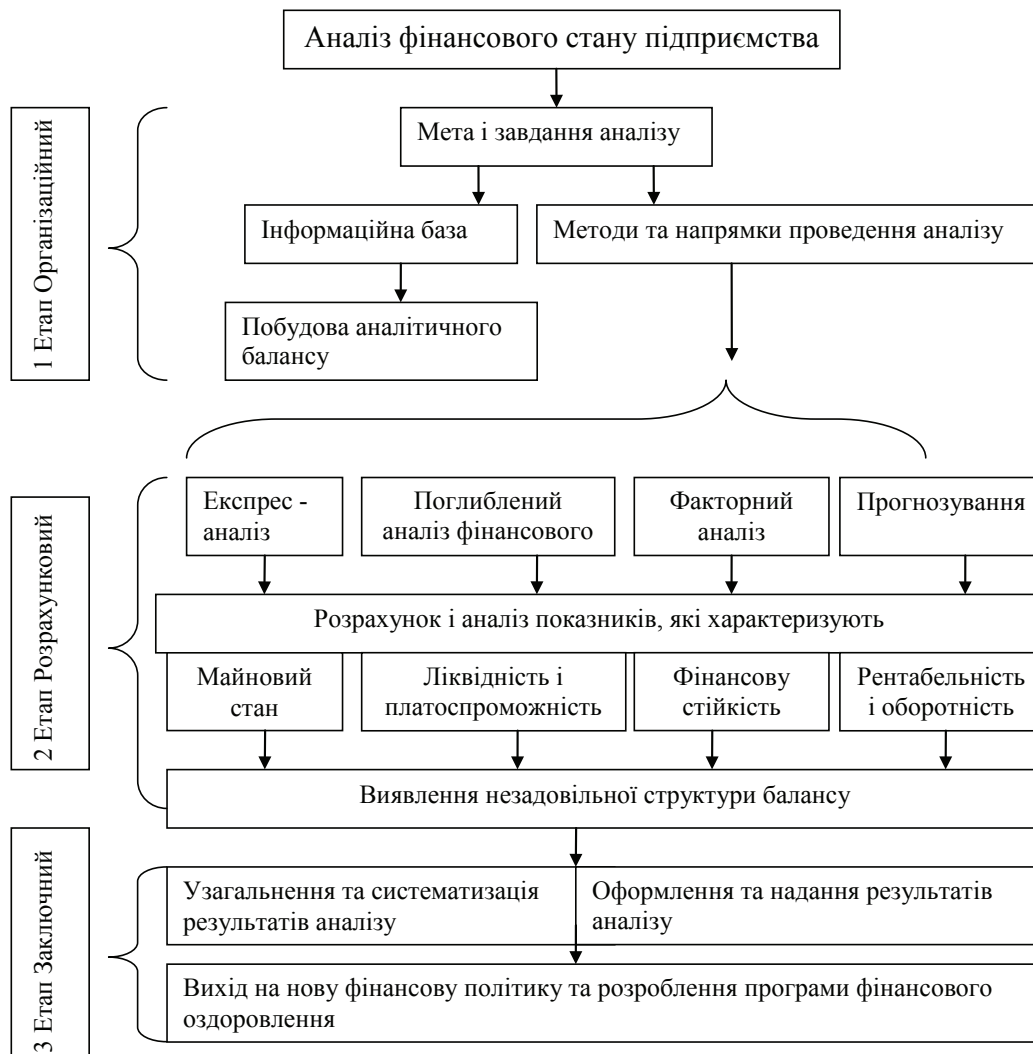 Аналіз фінансового стану підприємства
1 Етап Організаційний
Мета і завдання аналізу
Інформаційна база
Методи та напрямки проведення аналізу
Побудова аналітичного
балансу
2 Етап Розрахунковий
Експрес -
аналіз
Поглиблений
аналіз фінансового
Факторний
аналіз
Прогнозування
Розрахунок і аналіз показників, які характеризують
Майновий
стан
Ліквідність і
платоспроможність
Фінансову
стійкість
Рентабельність
і оборотність
Виявлення незадовільної структури балансу
3 Етап Заключний
Узагальнення та систематизація
результатів аналізу
Оформлення та надання результатів
аналізу
Вихід на нову фінансову політику та розроблення програми фінансового
оздоровлення